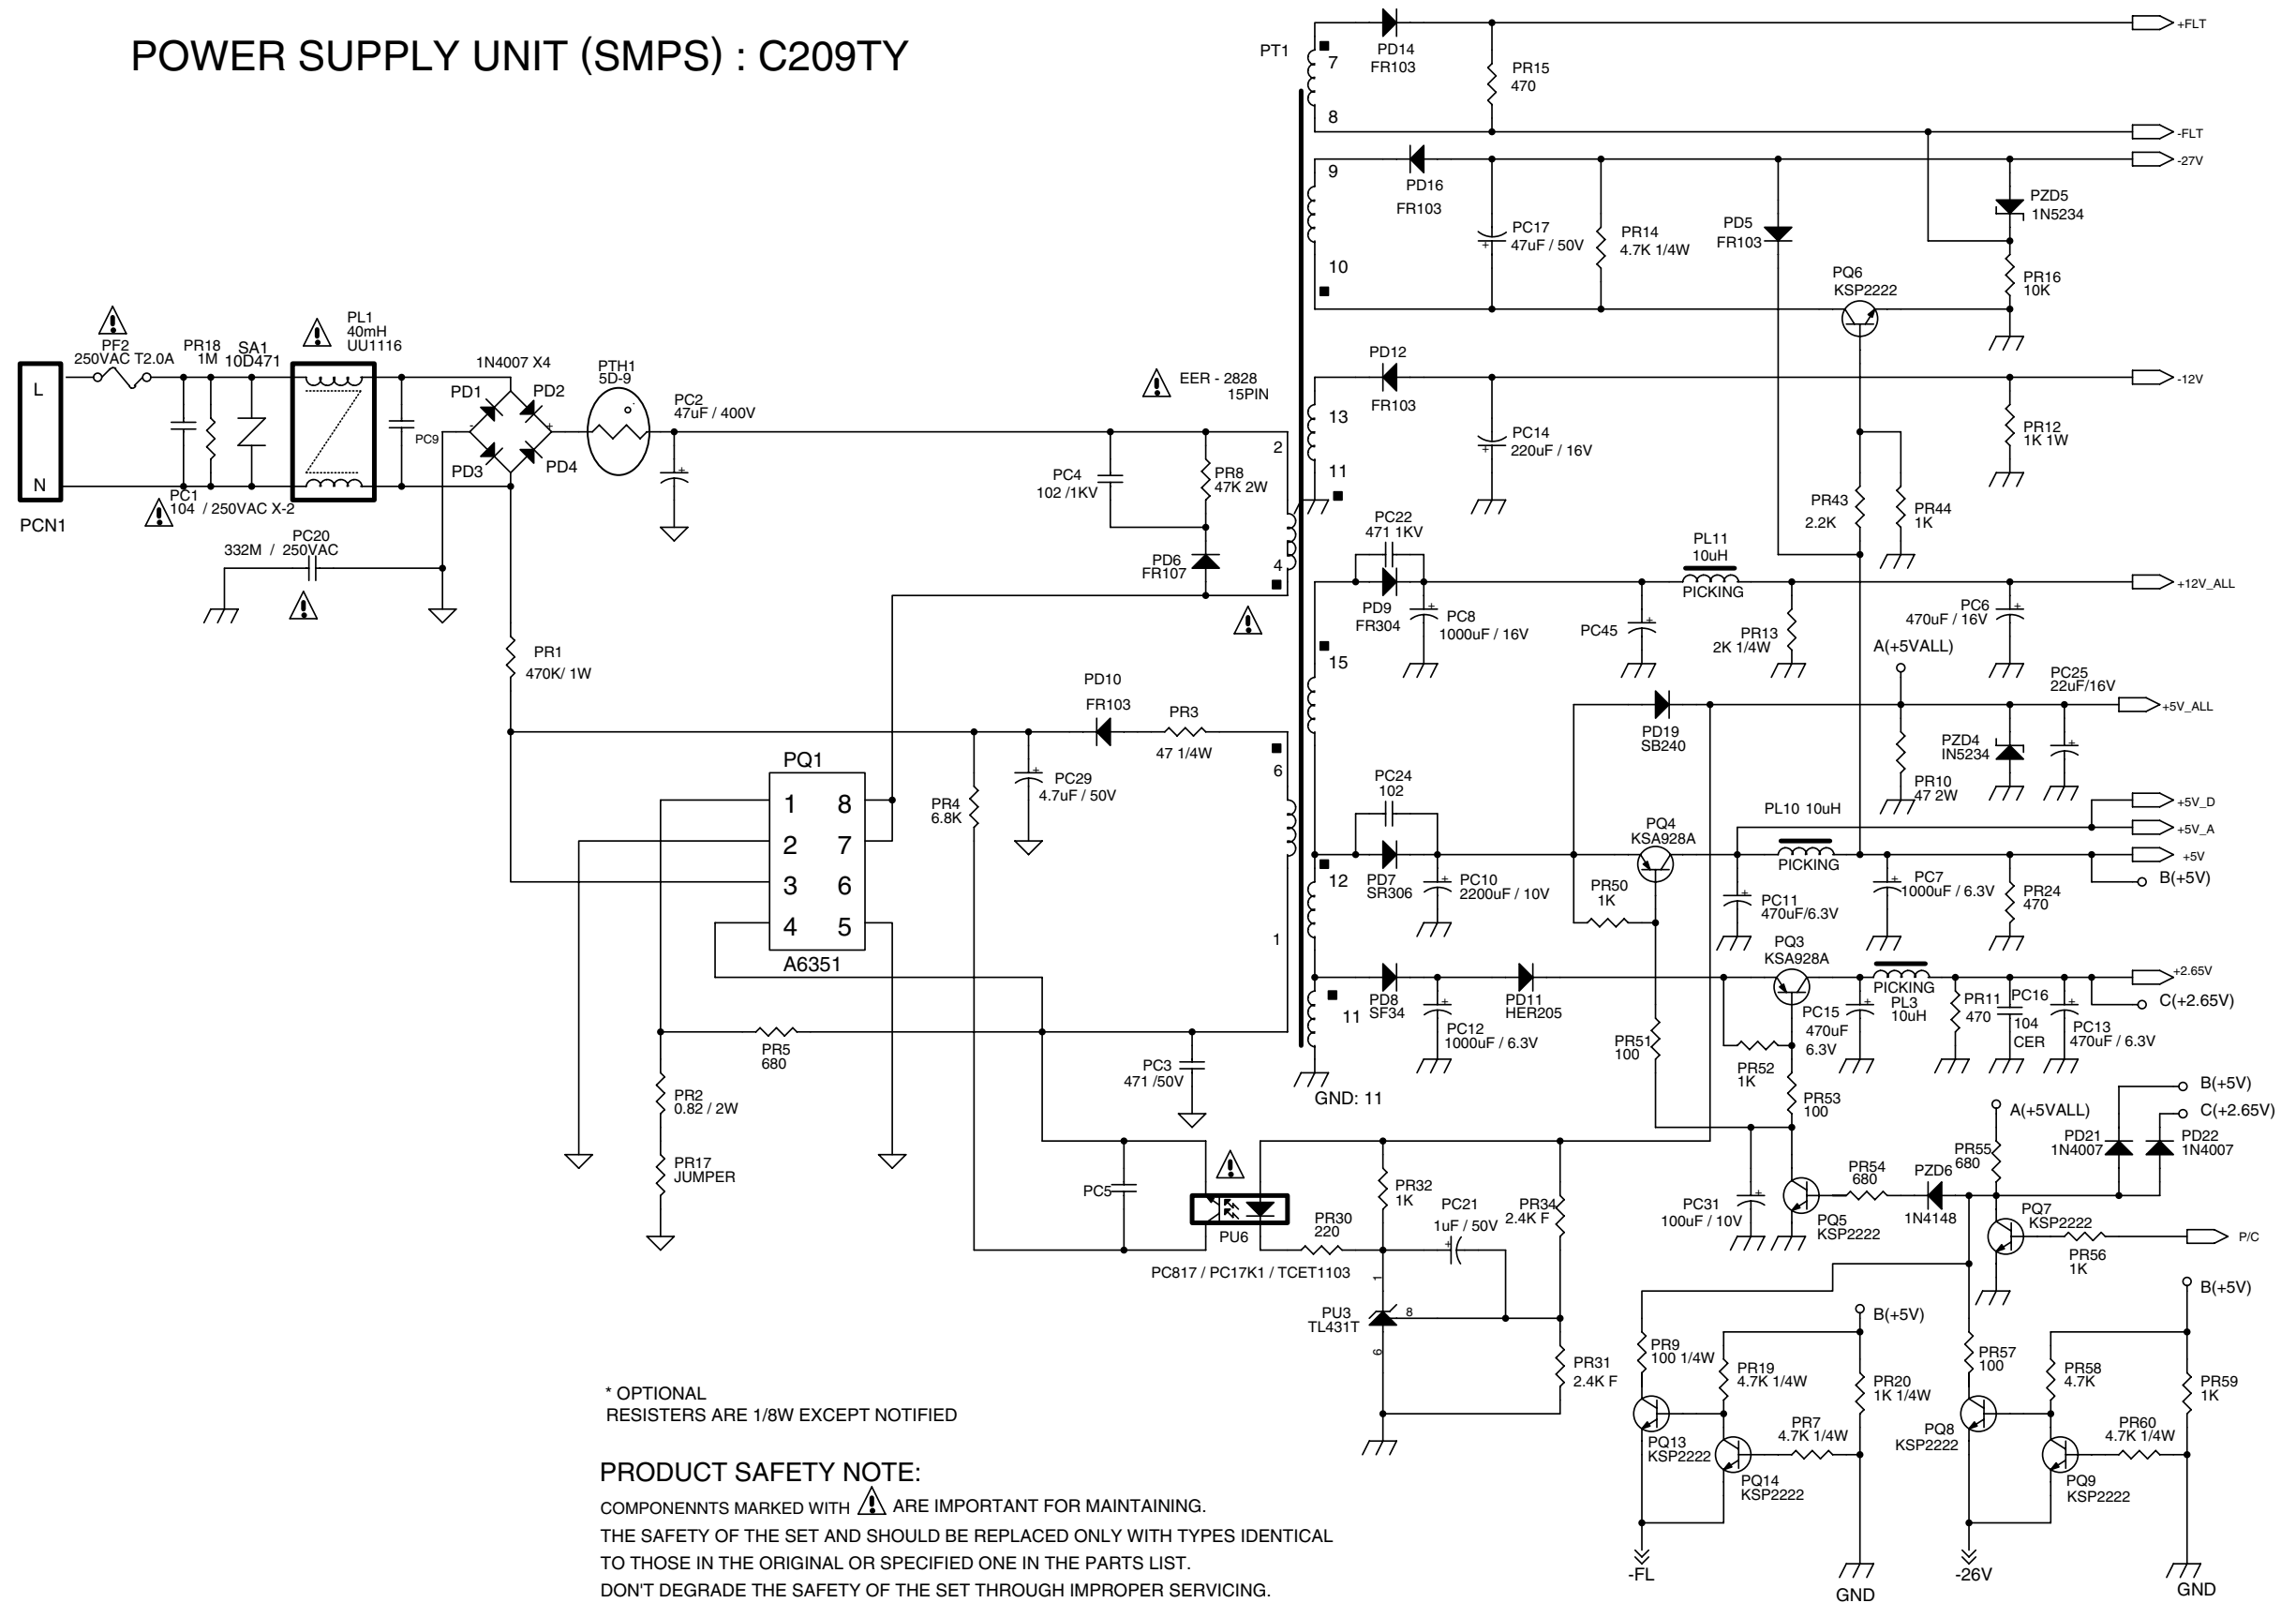 POWER SUPPLY UNIT (SMPS) : C209TY
PT1
7
8
PD14
FR103
PR15
470
+FLT
-FLT
-27V
9
10
PD16
FR103
PC17
47uF / 50V
PR14
4.7K 1/4W
PD5
FR103
PZD5
1N5234
PQ6
KSP2222
PR16
10K
PF2
250VAC T2.0A
PR18
1M
SA1
10D471
PL1
40mH
UU1116
1N4007 X4
PD1
PD2
PD3
PD4
PTH1
5D-9
PC2
47uF / 400V
L
N
PCN1
PC1
104 / 250VAC X-2
PC9
PC20
332M / 250VAC
EER - 2828
15PIN
PD12
FR103
13
11
PC14
220uF / 16V
-12V
PR12
1K 1W
2
4
PC4
102 /1KV
PR8
47K 2W
PD6
FR107
PR43
2.2K
PR44
1K
PC22
471 1KV
PD9
FR304
PC8
1000uF / 16V
PL11
10uH
PICKING
PC45
PR13
2K 1/4W
PC6
470uF / 16V
+12V_ALL
15
A(+5VALL)
PC25
22uF/16V
+5V_ALL
PR1
470K/ 1W
PD10
FR103
PR3
47 1/4W
6
PD19
SB240
PZD4
IN5234
PR10
47 2W
PQ1
1
2
3
4
8
7
6
5
A6351
PR4
6.8K
PC29
4.7uF / 50V
1
PC24
102
12
PD7
SR306
PC10
2200uF / 10V
PQ4
KSA928A
PR50
1K
PL10 10uH
PICKING
+5V_D
+5V_A
+5V
B(+5V)
PC11
470uF/6.3V
PC7
1000uF / 6.3V
PR24
470
11
PD8
SF34
PC12
1000uF / 6.3V
PD11
HER205
PQ3
KSA928A
PICKING
PL3
10uH
PC15
470uF
6.3V
PR11
470
PC16
104
CER
PC13
470uF / 6.3V
+2.65V
C(+2.65V)
PR51
100
PR52
1K
PR53
100
GND: 11
PR5
680
PC3
471 /50V
PR2
0.82 / 2W
PR17
JUMPER
PC5
PU6
PC817 / PC17K1 / TCET1103
PR30
220
PR32
1K
PC21
1uF / 50V
PR34
2.4K F
1
8
6
PU3
TL431T
PR31
2.4K F
PC31
100uF / 10V
PQ5
KSP2222
PR54
680
PZD6
1N4148
A(+5VALL)
PR55
680
B(+5V)
C(+2.65V)
PD21
1N4007
PD22
1N4007
PQ7
KSP2222
PR56
1K
P/C
B(+5V)
B(+5V)
PR9
100 1/4W
PR19
4.7K 1/4W
PR20
1K 1/4W
PR7
4.7K 1/4W
PQ13
KSP2222
PQ14
KSP2222
PR57
100
PR58
4.7K
PR59
1K
PR60
4.7K 1/4W
PQ8
KSP2222
PQ9
KSP2222
-FL
GND
-26V
GND
* OPTIONAL
RESISTERS ARE 1/8W EXCEPT NOTIFIED
PRODUCT SAFETY NOTE:
COMPONENNTS MARKED WITH ARE IMPORTANT FOR MAINTAINING.
THE SAFETY OF THE SET AND SHOULD BE REPLACED ONLY WITH TYPES IDENTICAL
TO THOSE IN THE ORIGINAL OR SPECIFIED ONE IN THE PARTS LIST.
DON'T DEGRADE THE SAFETY OF THE SET THROUGH IMPROPER SERVICING.